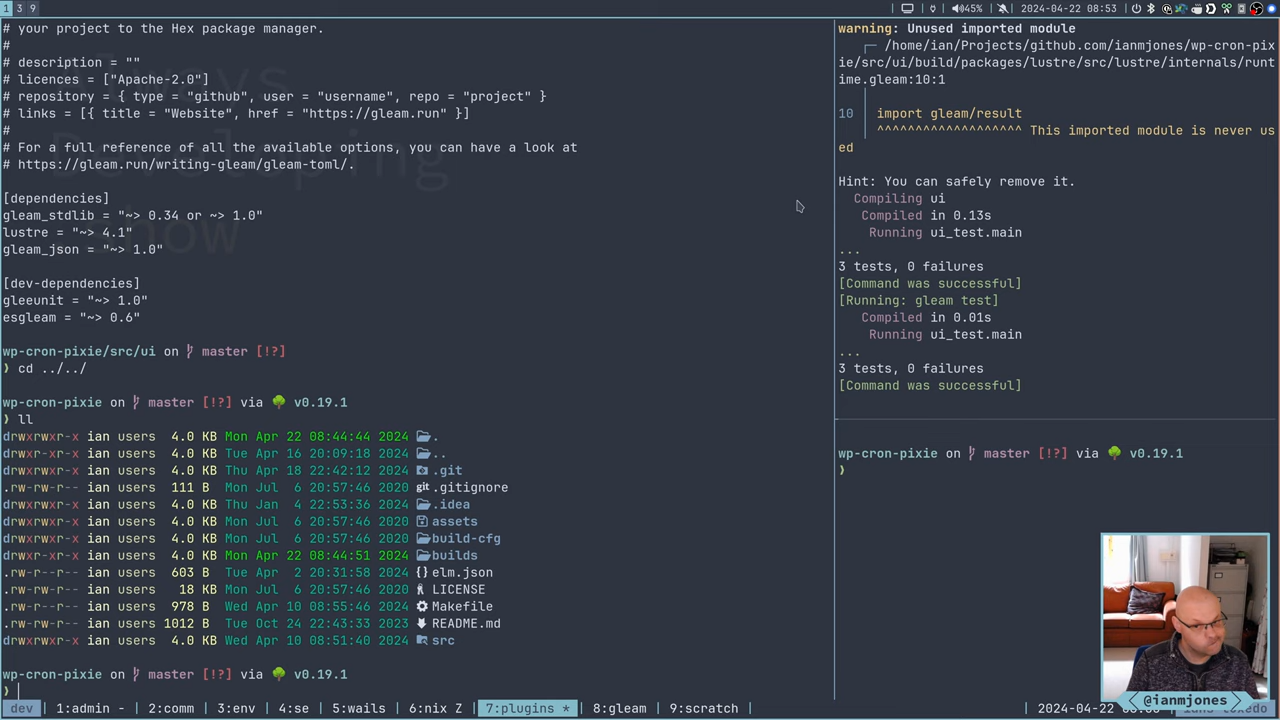 1 3 9
45%
2024-04-22 08:53
# your project to the Hex package manager.
#
# description = ""
# licences = ["Apache-2.0"]
# repository = { type = "github", user = "username", repo = "project" }
# links = [{ title = "Website", href = "https://gleam.run" }]
#
# For a full reference of all the available options, you can have a look at
# https://gleam.run/writing-gleam/gleam-toml/.
[dependencies]
gleam_stdlib = "~> 0.34 or ~> 1.0"
lustre = "~> 4.1"
gleam_json = "~> 1.0"
[dev-dependencies]
gleeunit = "~> 1.0"
esgleam = "~> 0.6"
wp-cron-pixie/src/ui on master [!?]
❯ cd ../../
wp-cron-pixie on master [!?] via v0.19.1
❯ ll
drwxrwxr-x ian users 4.0 KB Mon Apr 22 08:44:44 2024 .
drwxrwxr-x ian users 4.0 KB Tue Apr 16 20:09:18 2024 ..
drwxrwxr-x ian users 4.0 KB Thu Apr 18 22:42:12 2024 .git
.rw-rw-r-- ian users 111 B Mon Jul 6 20:57:46 2020 .gitignore
drwxrwxr-x ian users 4.0 KB Thu Jan 4 22:53:36 2024 .idea
drwxrwxr-x ian users 4.0 KB Mon Jul 6 20:57:46 2020 assets
drwxrwxr-x ian users 4.0 KB Mon Jul 6 20:57:46 2020 build-cfg
drwxr-xr-x ian users 4.0 KB Mon Apr 22 08:44:51 2024 builds
.rw-r--r-- ian users 603 B Tue Apr 2 20:31:58 2024 elm.json
.rw-rw-r-- ian users 18 KB Mon Jul 6 20:57:46 2020 LICENSE
.rw-rw-r-- ian users 978 B Wed Apr 10 08:55:46 2024 Makefile
.rw-rw-r-- ian users 1012 B Tue Oct 24 22:43:33 2023 README.md
drwxrwxr-x ian users 4.0 KB Wed Apr 10 08:51:40 2024 src
wp-cron-pixie on master [!?] via v0.19.1
❯
warning: Unused imported module
/home/ian/Projects/github.com/ianmjones/wp-cron-pix
ie/src/ui/build/packages/lustre/src/lustre/internals/runt
ime.gleam:10:1
10 import gleam/result
^^^^^^^^^^^^^^^^^^^ This imported module is never us
ed
Hint: You can safely remove it.
Compiling ui
Compiled in 0.13s
Running ui_test.main
...
3 tests, 0 failures
[Command was successful]
[Running: gleam test]
Compiled in 0.01s
Running ui_test.main
...
3 tests, 0 failures
[Command was successful]
wp-cron-pixie on master [!?] via v0.19.1
❯
@ianmjones
dev 1:admin - 2:comm 3:env 4:se 5:wails 6:nix Z 7:plugins * 8:gleam 9:scratch
2024-04-22